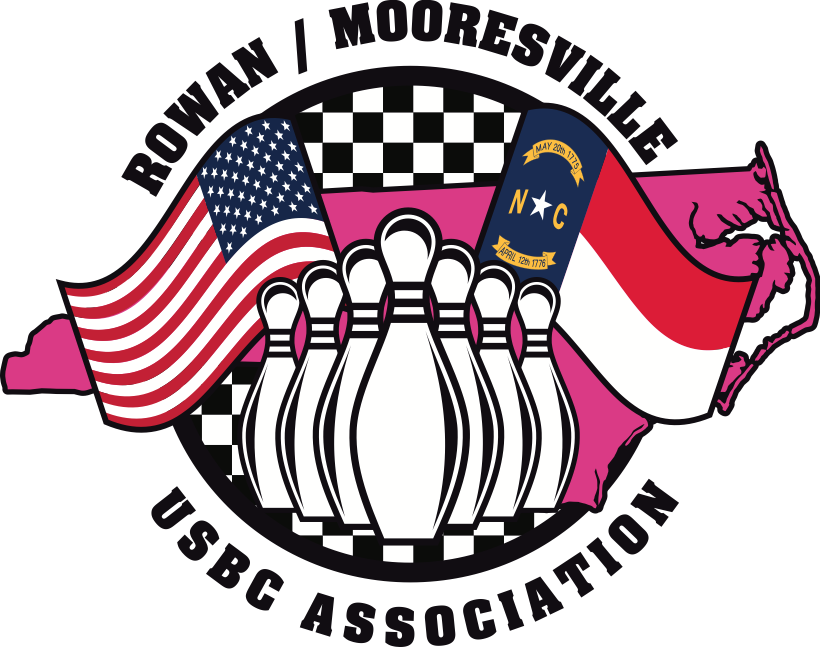 ROWAN / MOORESVILLE
MAY 20th 1775
N C
APRIL 12th 1776
USBC ASSOCIATION